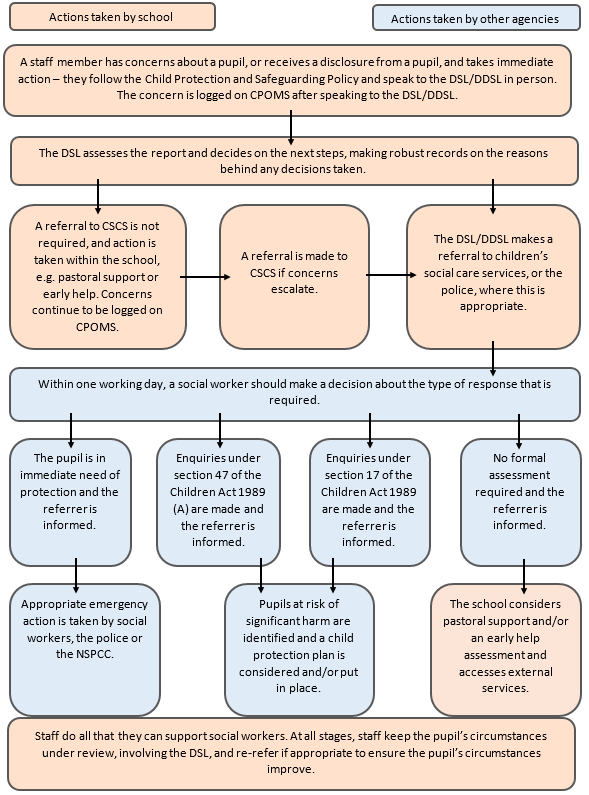 Actions taken by school
Actions taken by other agencies
A staff member has concerns about a pupil, or receives a disclosure from a pupil, and takes immediate
action – they follow the Child Protection and Safeguarding Policy and speak to the DSL/DDSL in person.
The concern is logged on CPOMS after speaking to the DSL/DDSL.
The DSL assesses the report and decides on the next steps, making robust records on the reasons
behind any decisions taken.
A referral to CSCS is not
required, and action is
taken within the school,
e.g. pastoral support or
early help. Concerns
continue to be logged on
CPOMS.
A referral is made to
CSCS if concerns
escalate.
The DSL/DDSL makes a
referral to children's
social care services, or the
police, where this is
appropriate.
Within one working day, a social worker should make a decision about the type of response that is
required.
The pupil is in
immediate need of
protection and the
referrer is
informed.
Enquiries under
section 47 of the
Children Act 1989
(A) are made and
the referrer is
informed.
Enquiries under
section 17 of the
Children Act 1989
are made and the
referrer is
informed.
No formal
assessment
required and the
referrer is
informed.
Appropriate emergency
action is taken by social
workers, the police or
the NSPCC.
Pupils at risk of
significant harm are
identified and a child
protection plan is
considered and/or put
in place.
The school considers
pastoral support and/or
an early help
assessment and
accesses external
services.
Staff do all that they can support social workers. At all stages, staff keep the pupil's circumstances
under review, involving the DSL, and re-refer if appropriate to ensure the pupil's circumstances
improve.